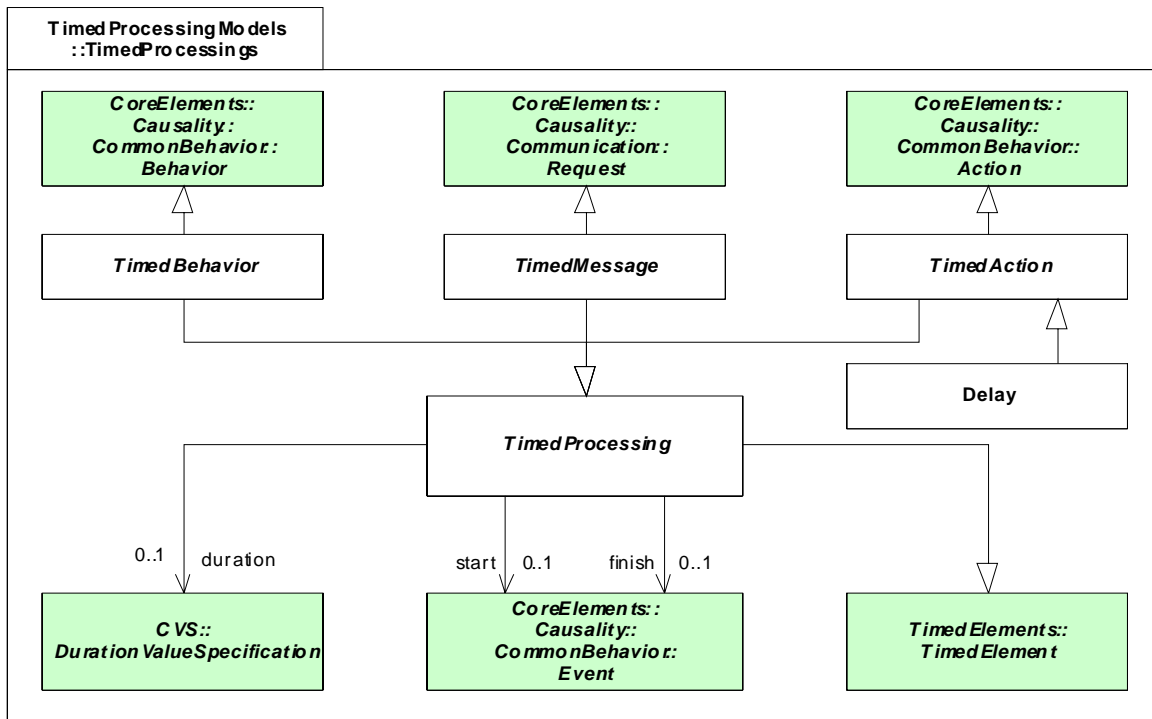 TimedProcessingModels
::TimedProcessings
CoreElements::
Causality::
CommonBehavior::
Behavior
CoreElements::
Causality::
Communication::
Request
CoreElements::
Causality::
CommonBehavior::
Action
TimedBehavior
TimedMessage
TimedAction
Delay
TimedProcessing
0..1
duration
start
0..1
finish
0..1
CVS::
DurationValueSpecification
CoreElements::
Causality::
CommonBehavior::
Event
TimedElements::
TimedElement